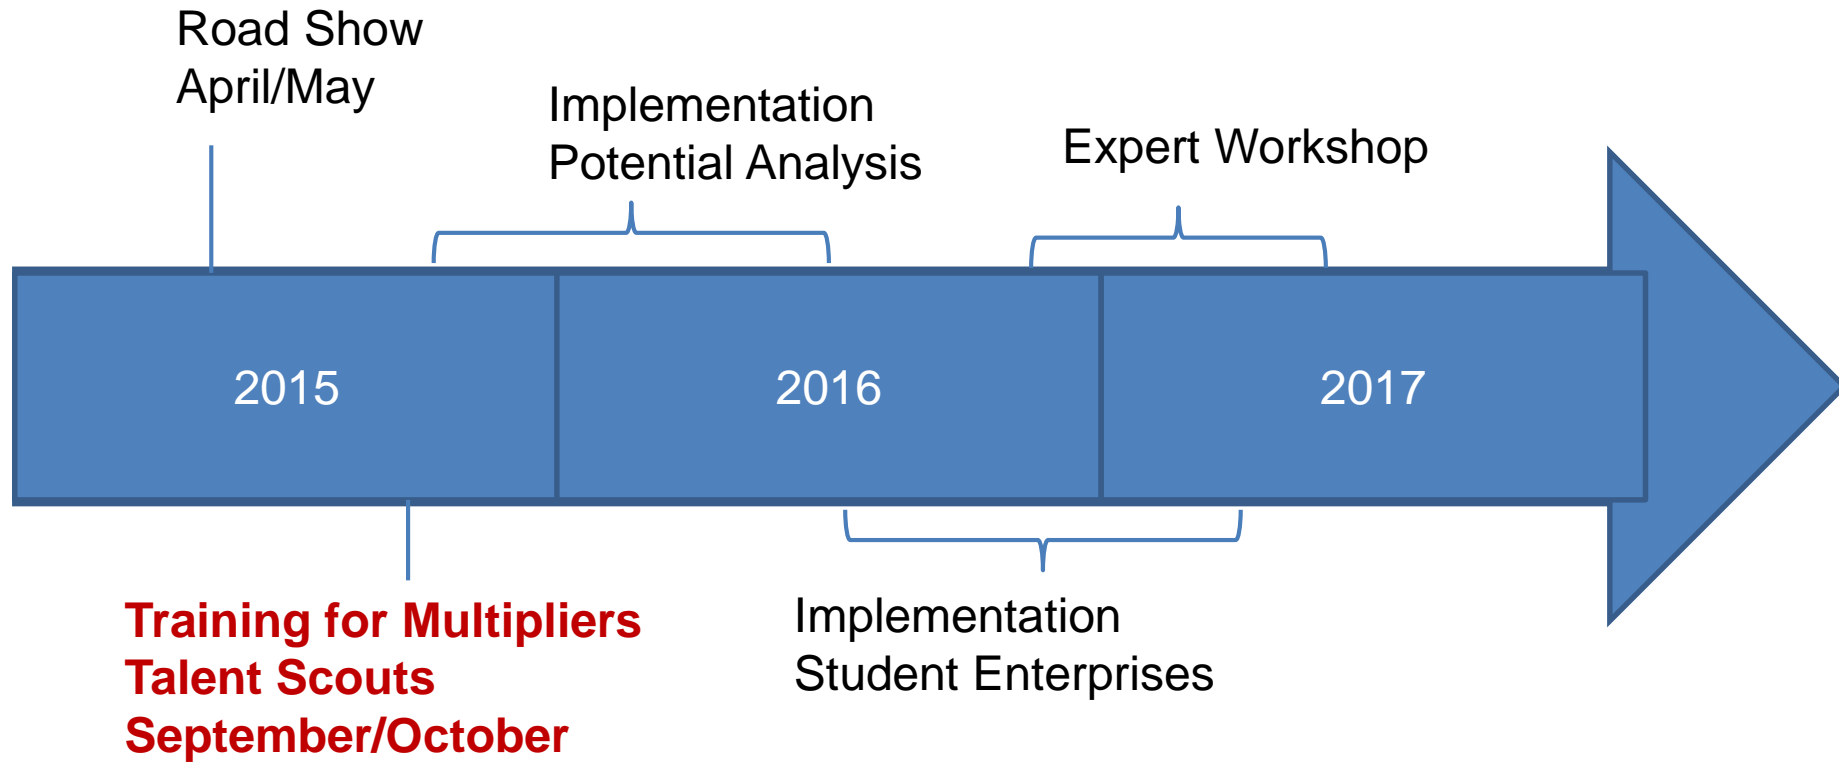 Road Show
April/May
Implementation
Potential Analysis
Expert Workshop
2015
2016
2017
Training for Multipliers
Talent Scouts
September/October
Implementation
Student Enterprises